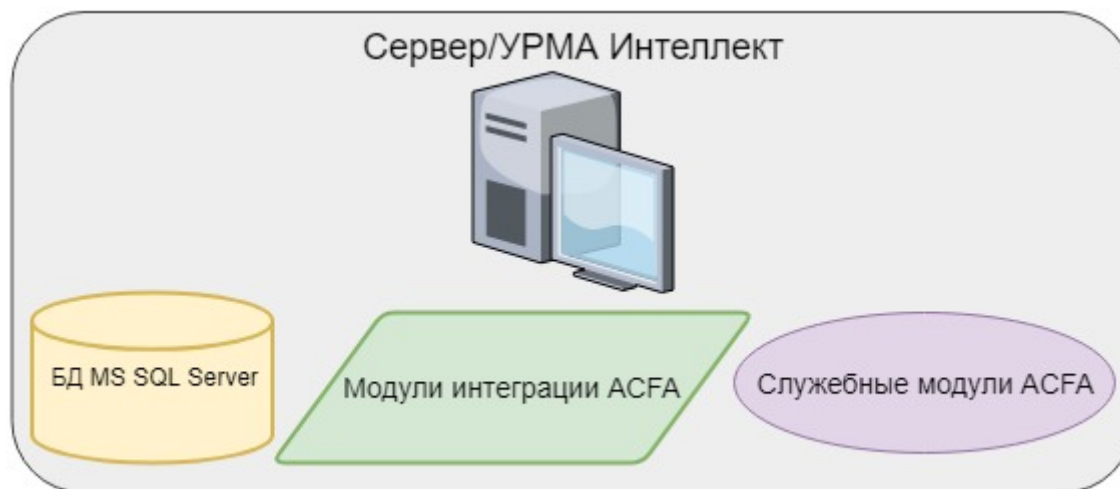 Сервер/УРМА Интеллект
БД MS SQL Server
Модули интеграции ACFA
Служебные модули ACFA